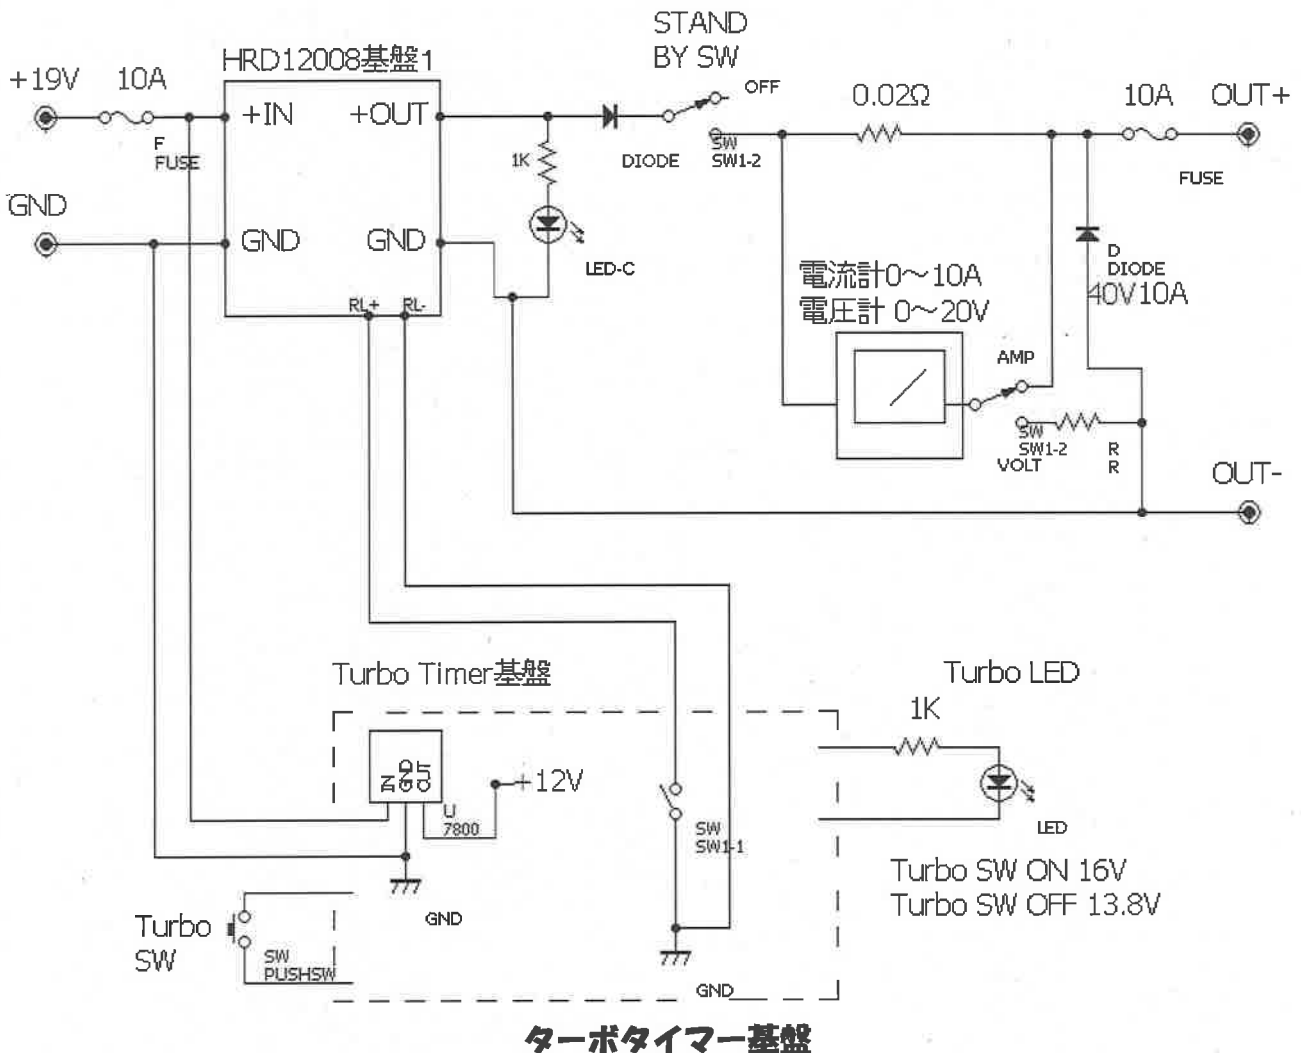 STAND
BY SW
OFF
HRD12008基盤1
+19V
10A
+IN
+OUT
F
FUSE
1K
DIODE
SW
SW1-2
0.02Ω
10A
OUT+
FUSE
GND
GND
GND
LED-C
RL+
RL-
電流計0～10A
電圧計 0～20V
D
DIODE
40V10A
AMP
SW
SW1-2
VOLT
R
R
OUT-
Turbo Timer基盤
IN
GND
OUT
+12V
U
7800
SW
SW1-1
Turbo LED
1K
LED
Turbo SW ON 16V
Turbo SW OFF 13.8V
GND
Turbo
SW
SW
PUSHSW
GND
ターボタイマー基盤